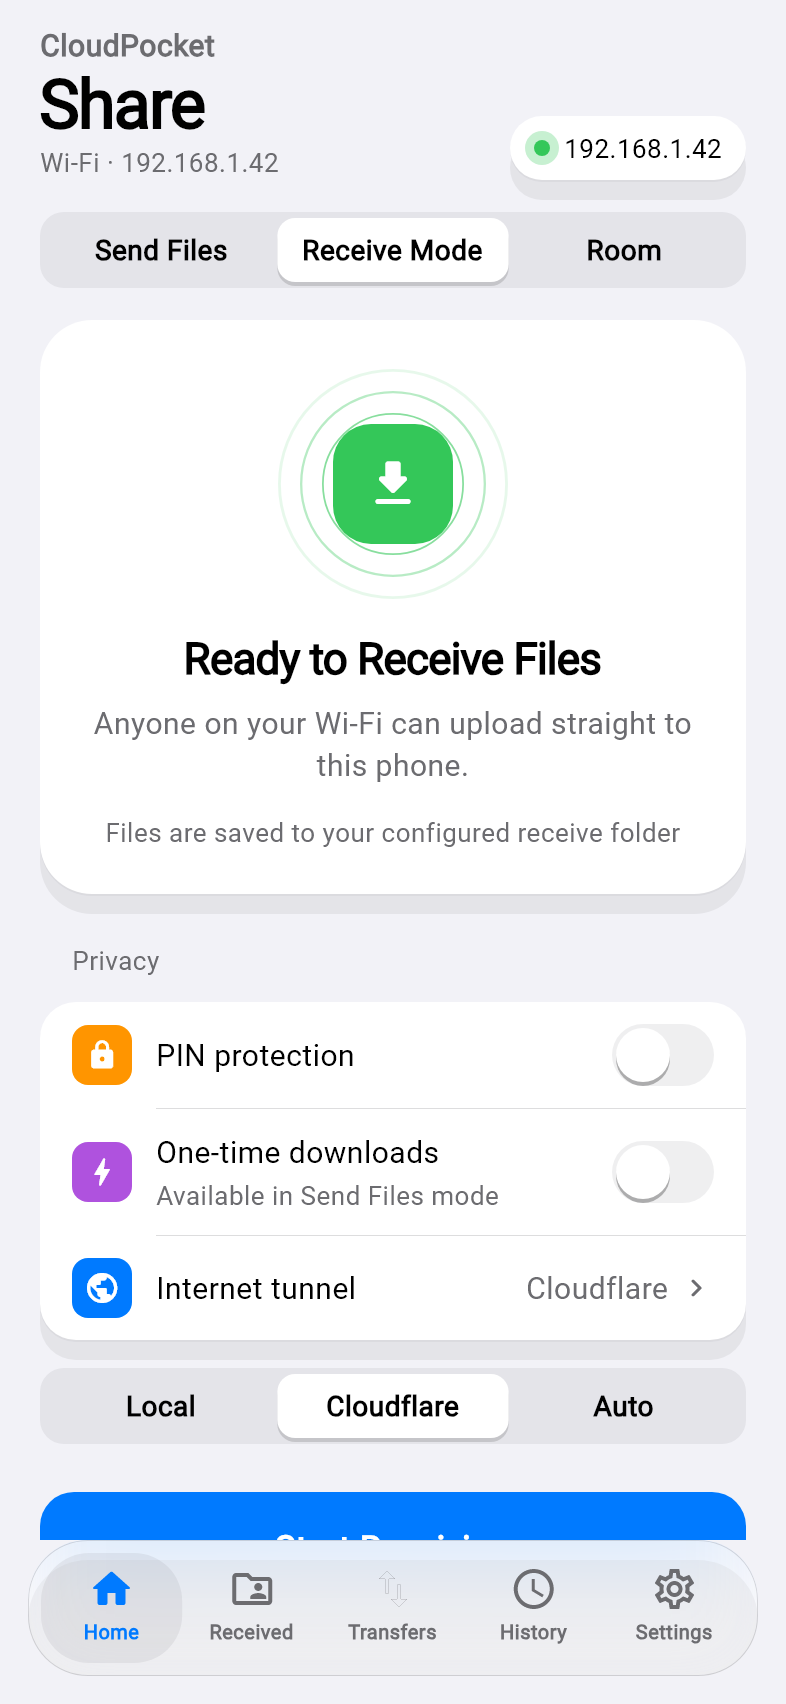 CloudPocket
Share
Wi-Fi · 192.168.1.42
192.168.1.42
Send Files
Receive Mode
Room
Ready to Receive Files
Anyone on your Wi-Fi can upload straight to
this phone.
Files are saved to your configured receive folder
Privacy
PIN protection
One-time downloads
Available in Send Files mode
Internet tunnel
Cloudflare
Local
Cloudflare
Auto
Home
Received
Transfers
History
Settings